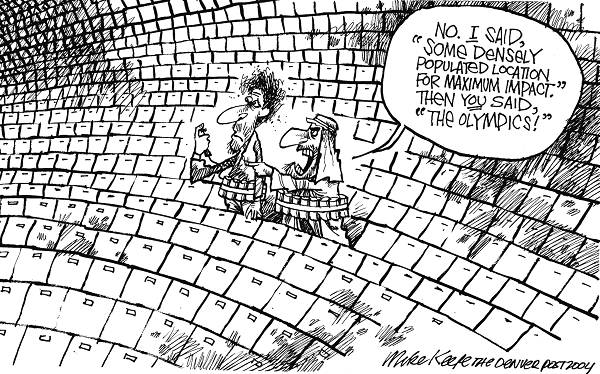 NO. I SAID,
"SOME DENSELY
POPULATED LOCATION
FOR MAXIMUM IMPACT."
THEN YOU SAID,
"THE OLYMPICS!"
Mike Keefe THE DENVER POST 2004